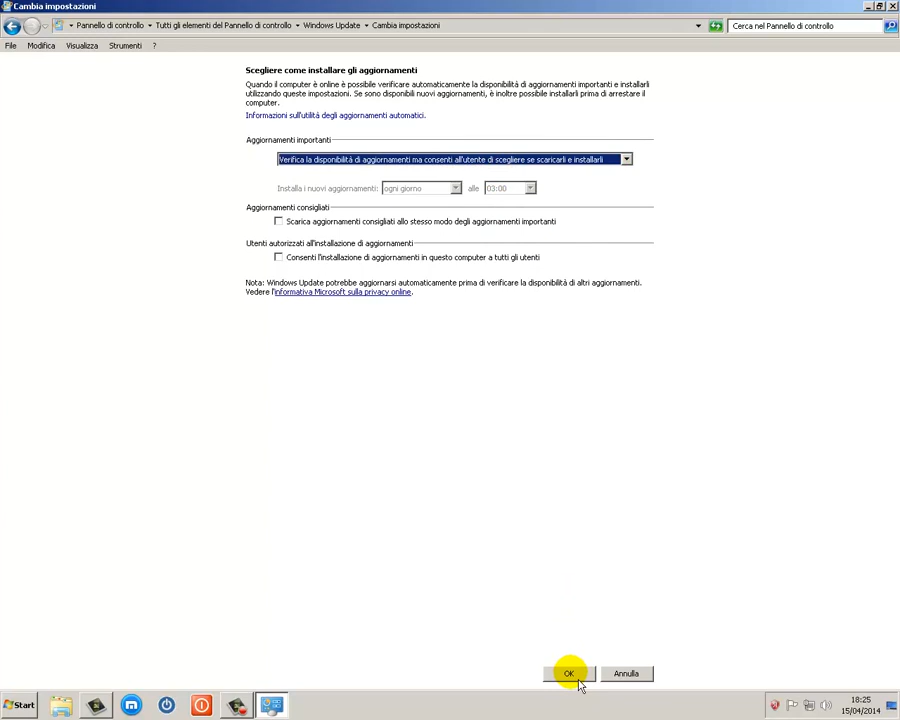 Cambia impostazioni
Pannello di controllo Tutti gli elementi del Pannello di controllo Windows Update Cambia impostazioni
Cerca nel Pannello di controllo
File Modifica Visualizza Strumenti ?
Scegliere come installare gli aggiornamenti
Quando il computer è online è possibile verificare automaticamente la disponibilità di aggiornamenti importanti e installarli
utilizzando queste impostazioni. Se sono disponibili nuovi aggiornamenti, è inoltre possibile installarli prima di arrestare il
computer.
Informazioni sull'utilità degli aggiornamenti automatici.
Aggiornamenti importanti
Verifica la disponibilità di aggiornamenti ma consenti all'utente di scegliere se scaricarli e installarli
Installa i nuovi aggiornamenti: ogni giorno alle 03:00
Aggiornamenti consigliati
Scarica aggiornamenti consigliati allo stesso modo degli aggiornamenti importanti
Utenti autorizzati all'installazione di aggiornamenti
Consenti l'installazione di aggiornamenti in questo computer a tutti gli utenti
Nota: Windows Update potrebbe aggiornarsi automaticamente prima di verificare la disponibilità di altri aggiornamenti.
Vedere l'informativa Microsoft sulla privacy online.
OK Annulla
Start
18:25
15/04/2014